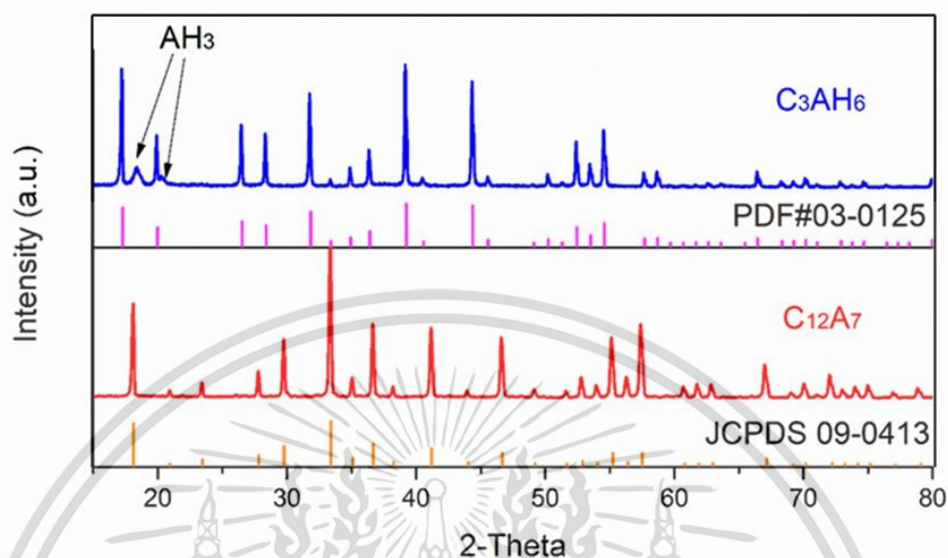 AH₃
C₃AH₆
PDF#03-0125
C₁₂A₇
JCPDS 09-0413
Intensity (a.u.)
20 30 40 50 60 70 80
2-Theta